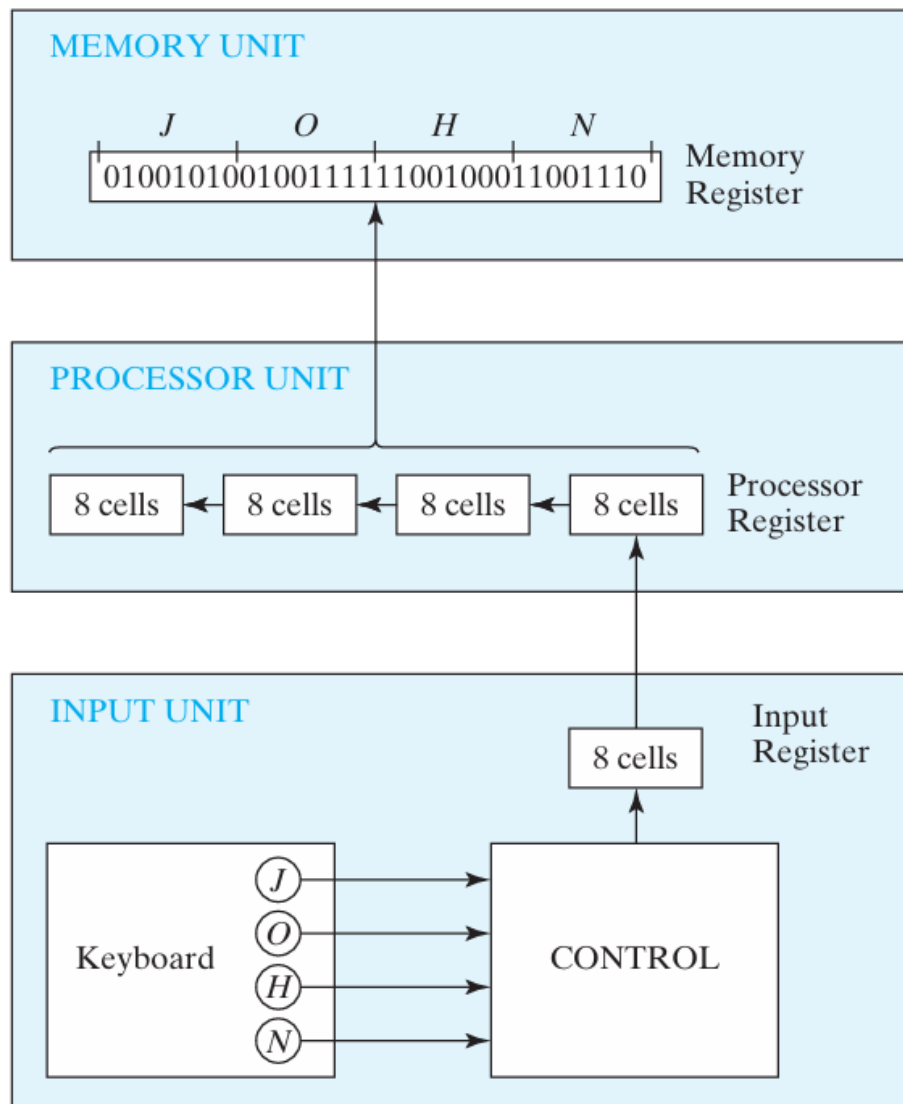 MEMORY UNIT
J O H N
01001010010011111100100011001110
Memory
Register
PROCESSOR UNIT
8 cells 8 cells 8 cells 8 cells
Processor
Register
INPUT UNIT
Input
Register
8 cells
J
O
Keyboard
CONTROL
H
N